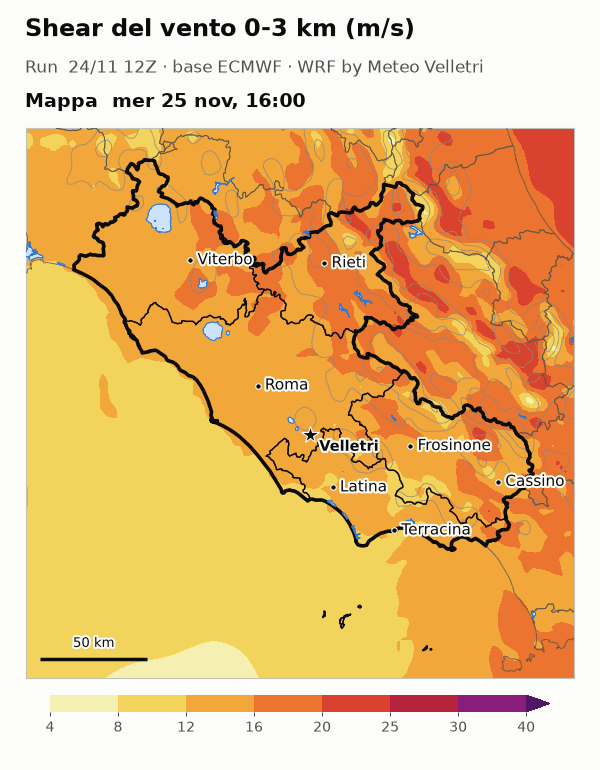 Shear del vento 0-3 km (m/s)
Run  24/11 12Z · base ECMWF · WRF by Meteo Velletri
Mappa  mer 25 nov, 16:00
Viterbo
Rieti
Roma
Velletri
Frosinone
Cassino
Latina
Terracina
50 km
4 8 12 16 20 25 30 40